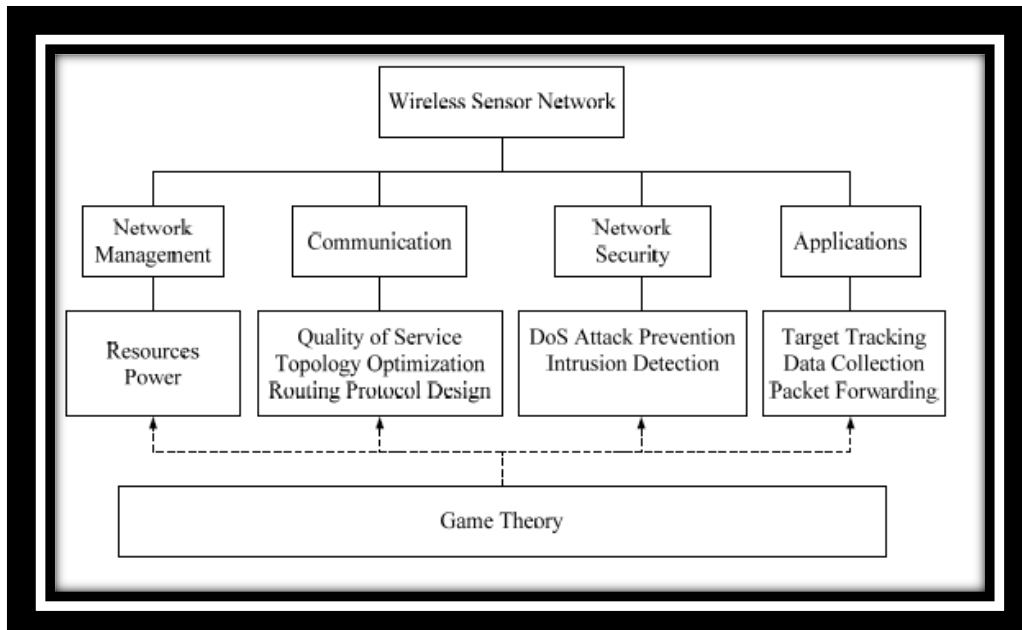 Wireless Sensor Network
Network
Management
Communication
Network
Security
Applications
Resources
Power
Quality of Service
Topology Optimization
Routing Protocol Design
DoS Attack Prevention
Intrusion Detection
Target Tracking
Data Collection
Packet Forwarding
Game Theory